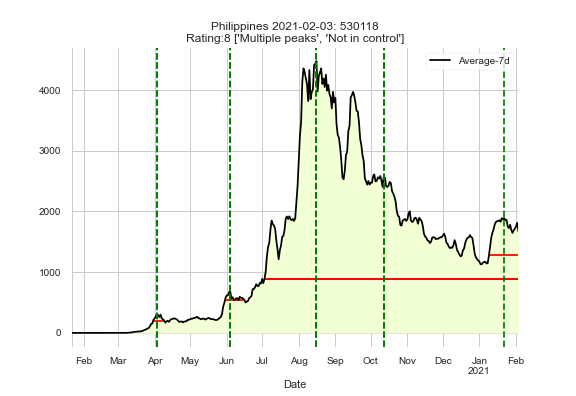 Philippines 2021-02-03: 530118
Rating:8 ['Multiple peaks', 'Not in control']
Average-7d
4000
3000
2000
1000
0
Feb Mar Apr May Jun Jul Aug Sep Oct Nov Dec Jan Feb
2021
Date